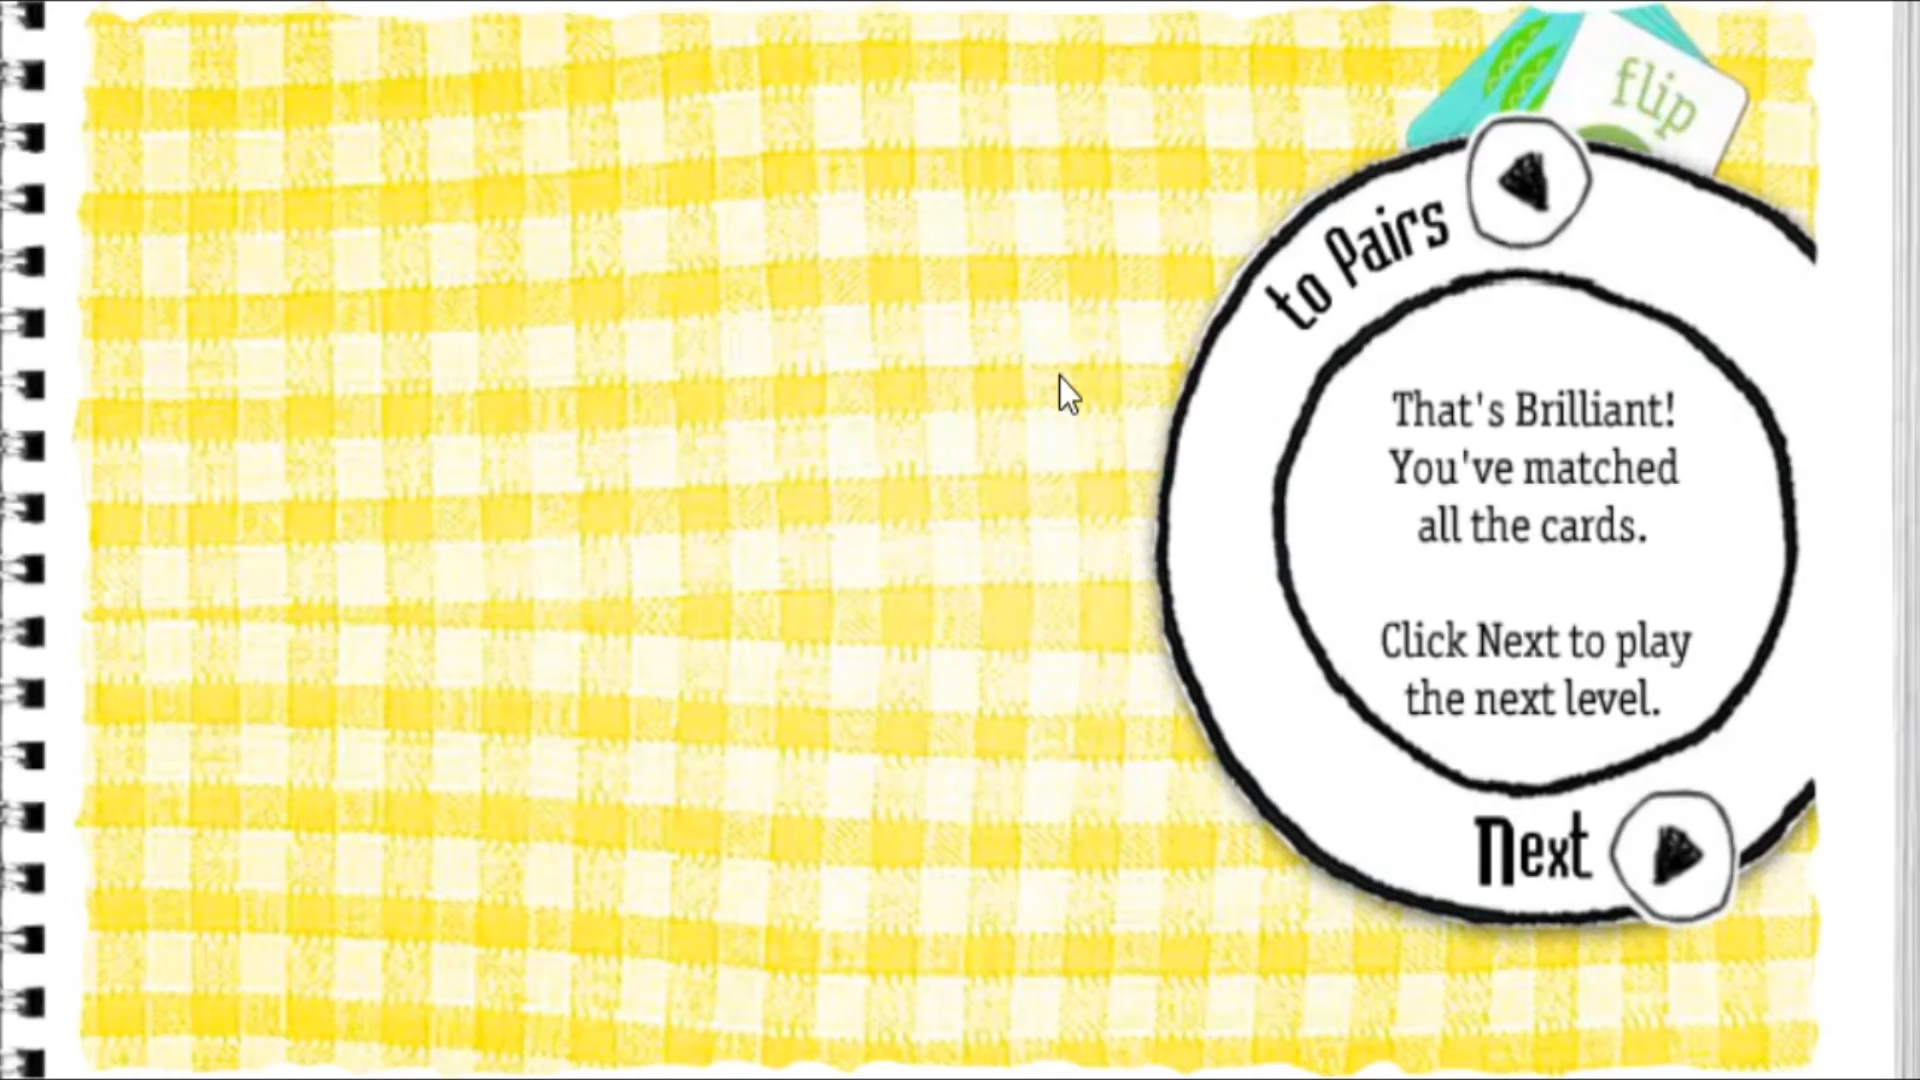 flip
to Pairs
That's Brilliant!
You've matched
all the cards.
Click Next to play
the next level.
Next